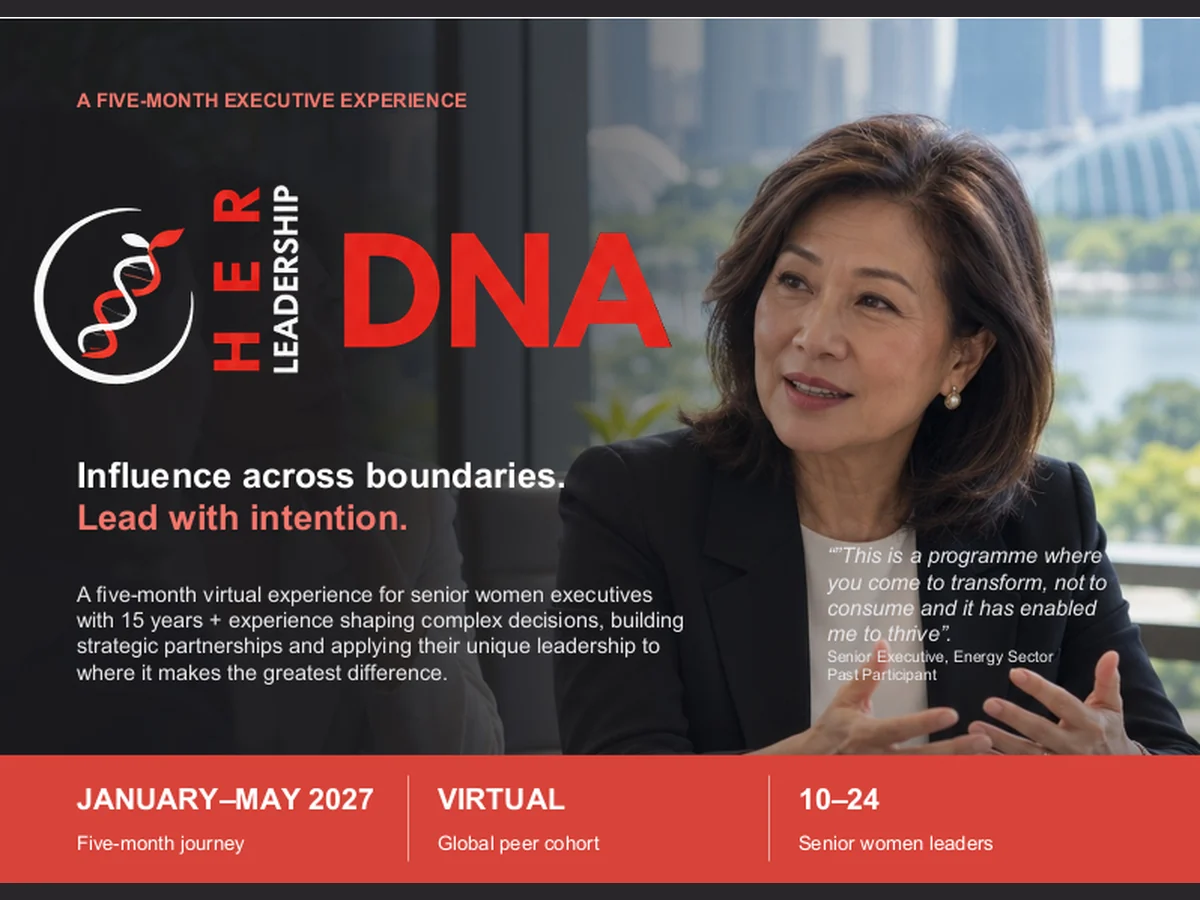 A FIVE-MONTH EXECUTIVE EXPERIENCE
HER
LEADERSHIP
DNA
Influence across boundaries.
Lead with intention.
A five-month virtual experience for senior women executives
with 15 years + experience shaping complex decisions, building
strategic partnerships and applying their unique leadership to
where it makes the greatest difference.
“”This is a programme where
you come to transform, not to
consume and it has enabled
me to thrive”.
Senior Executive, Energy Sector
Past Participant
JANUARY–MAY 2027
Five-month journey
VIRTUAL
Global peer cohort
10–24
Senior women leaders